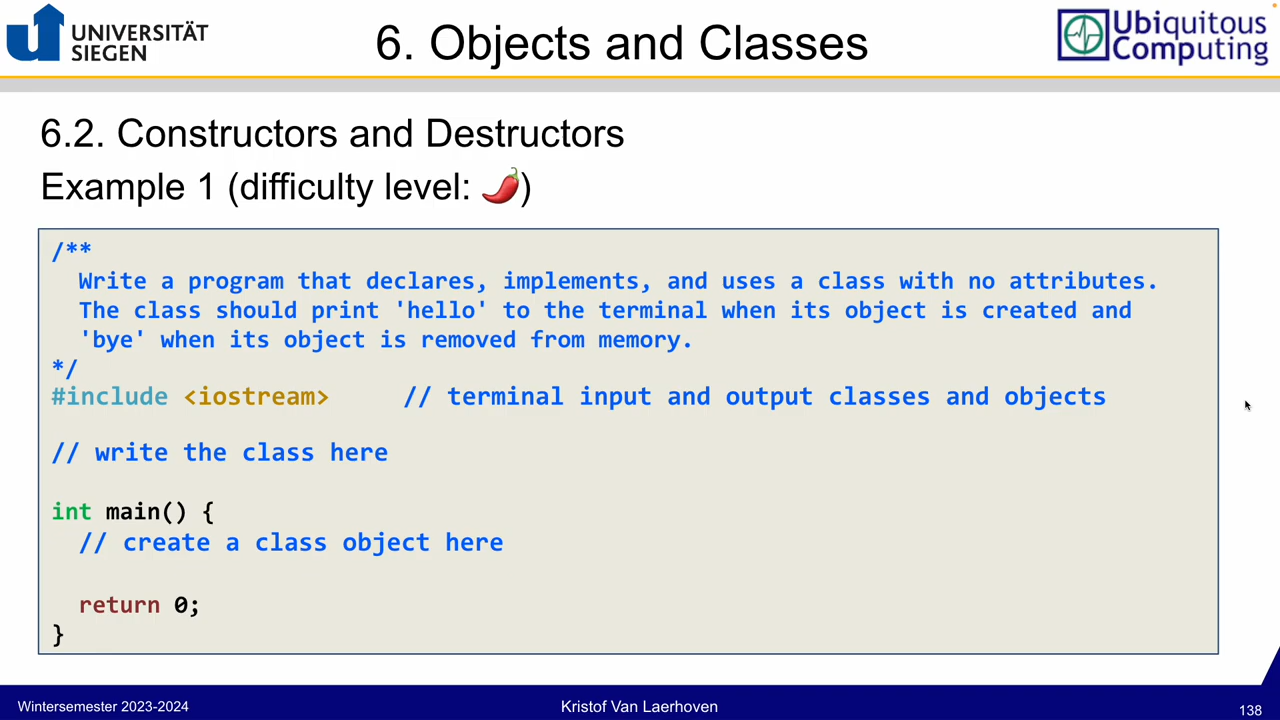 UNIVERSITÄT
SIEGEN
6. Objects and Classes
Ubiquitous
Computing
6.2. Constructors and Destructors
Example 1 (difficulty level: 🌶️)
/**
Write a program that declares, implements, and uses a class with no attributes.
The class should print 'hello' to the terminal when its object is created and
'bye' when its object is removed from memory.
*/
#include <iostream> // terminal input and output classes and objects
// write the class here
int main() {
// create a class object here
return 0;
}
Wintersemester 2023-2024
Kristof Van Laerhoven
138